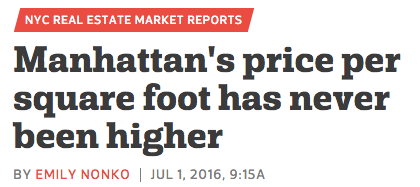 NYC REAL ESTATE MARKET REPORTS
Manhattan's price per
square foot has never
been higher
BY EMILY NONKO | JUL 1, 2016, 9:15A